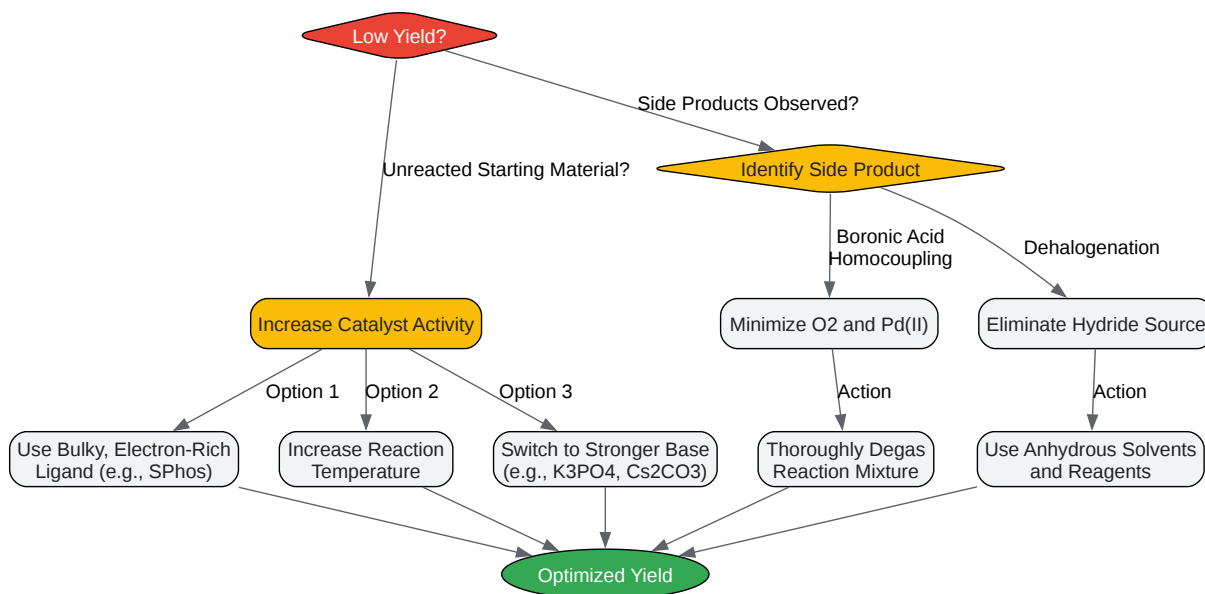 Low Yield?
Side Products Observed?
Unreacted Starting Material?
Identify Side Product
Boronic Acid
Homocoupling
Dehalogenation
Increase Catalyst Activity
Minimize O2 and Pd(II)
Eliminate Hydride Source
Option 1
Option 2
Option 3
Action
Action
Use Bulky, Electron-Rich
Ligand (e.g., SPhos)
Increase Reaction
Temperature
Switch to Stronger Base
(e.g., K3PO4, Cs2CO3)
Thoroughly Degas
Reaction Mixture
Use Anhydrous Solvents
and Reagents
Optimized Yield